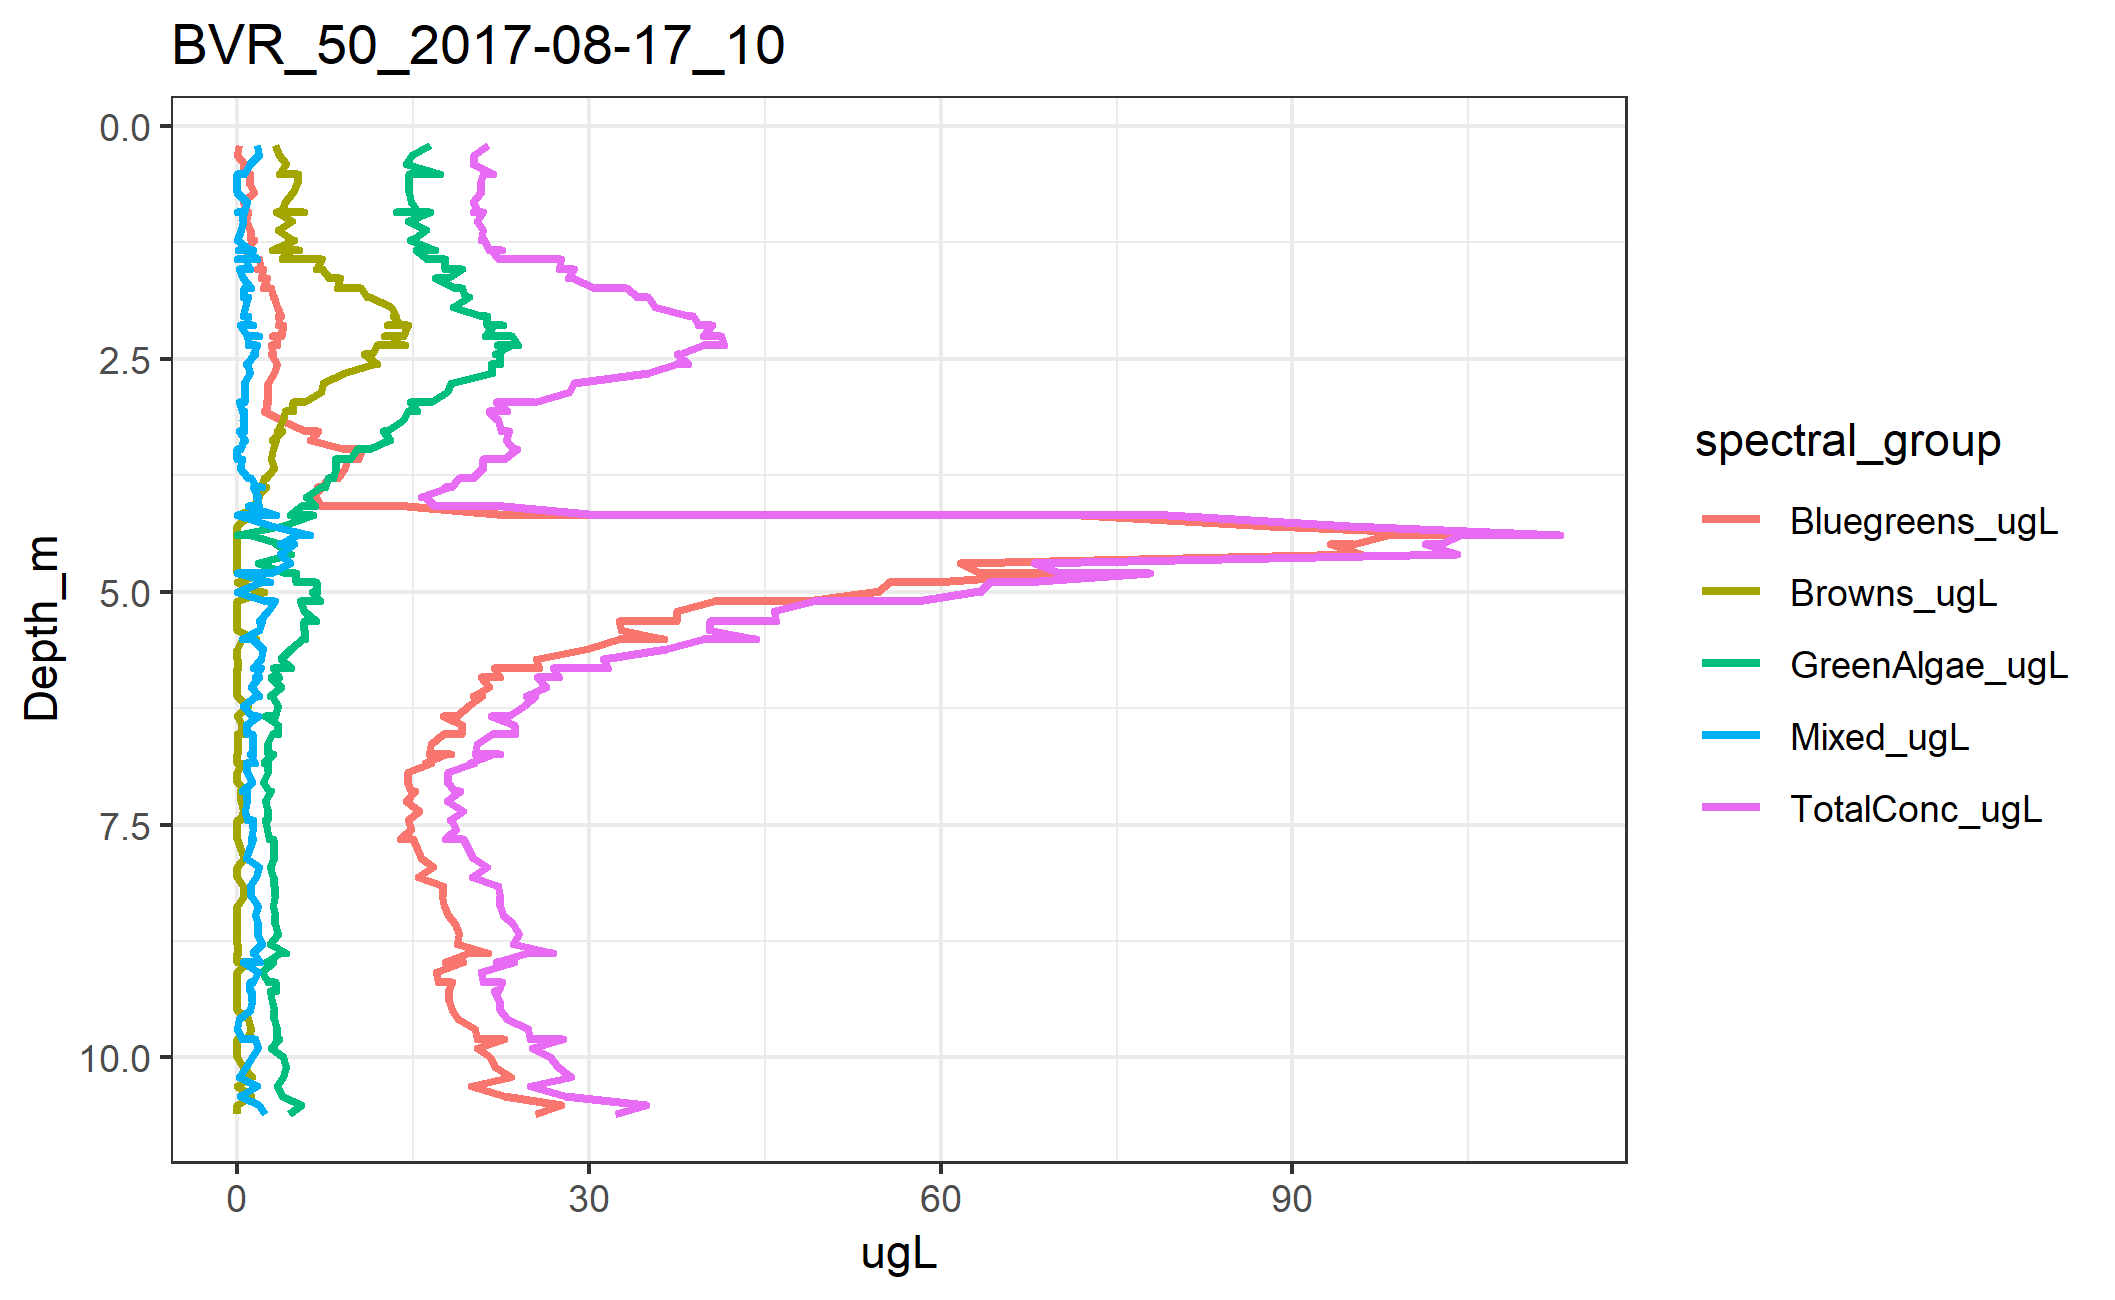 BVR_50_2017-08-17_10
0.0
2.5
5.0
7.5
10.0
Depth_m
0 30 60 90
ugL
spectral_group
Bluegreens_ugL
Browns_ugL
GreenAlgae_ugL
Mixed_ugL
TotalConc_ugL